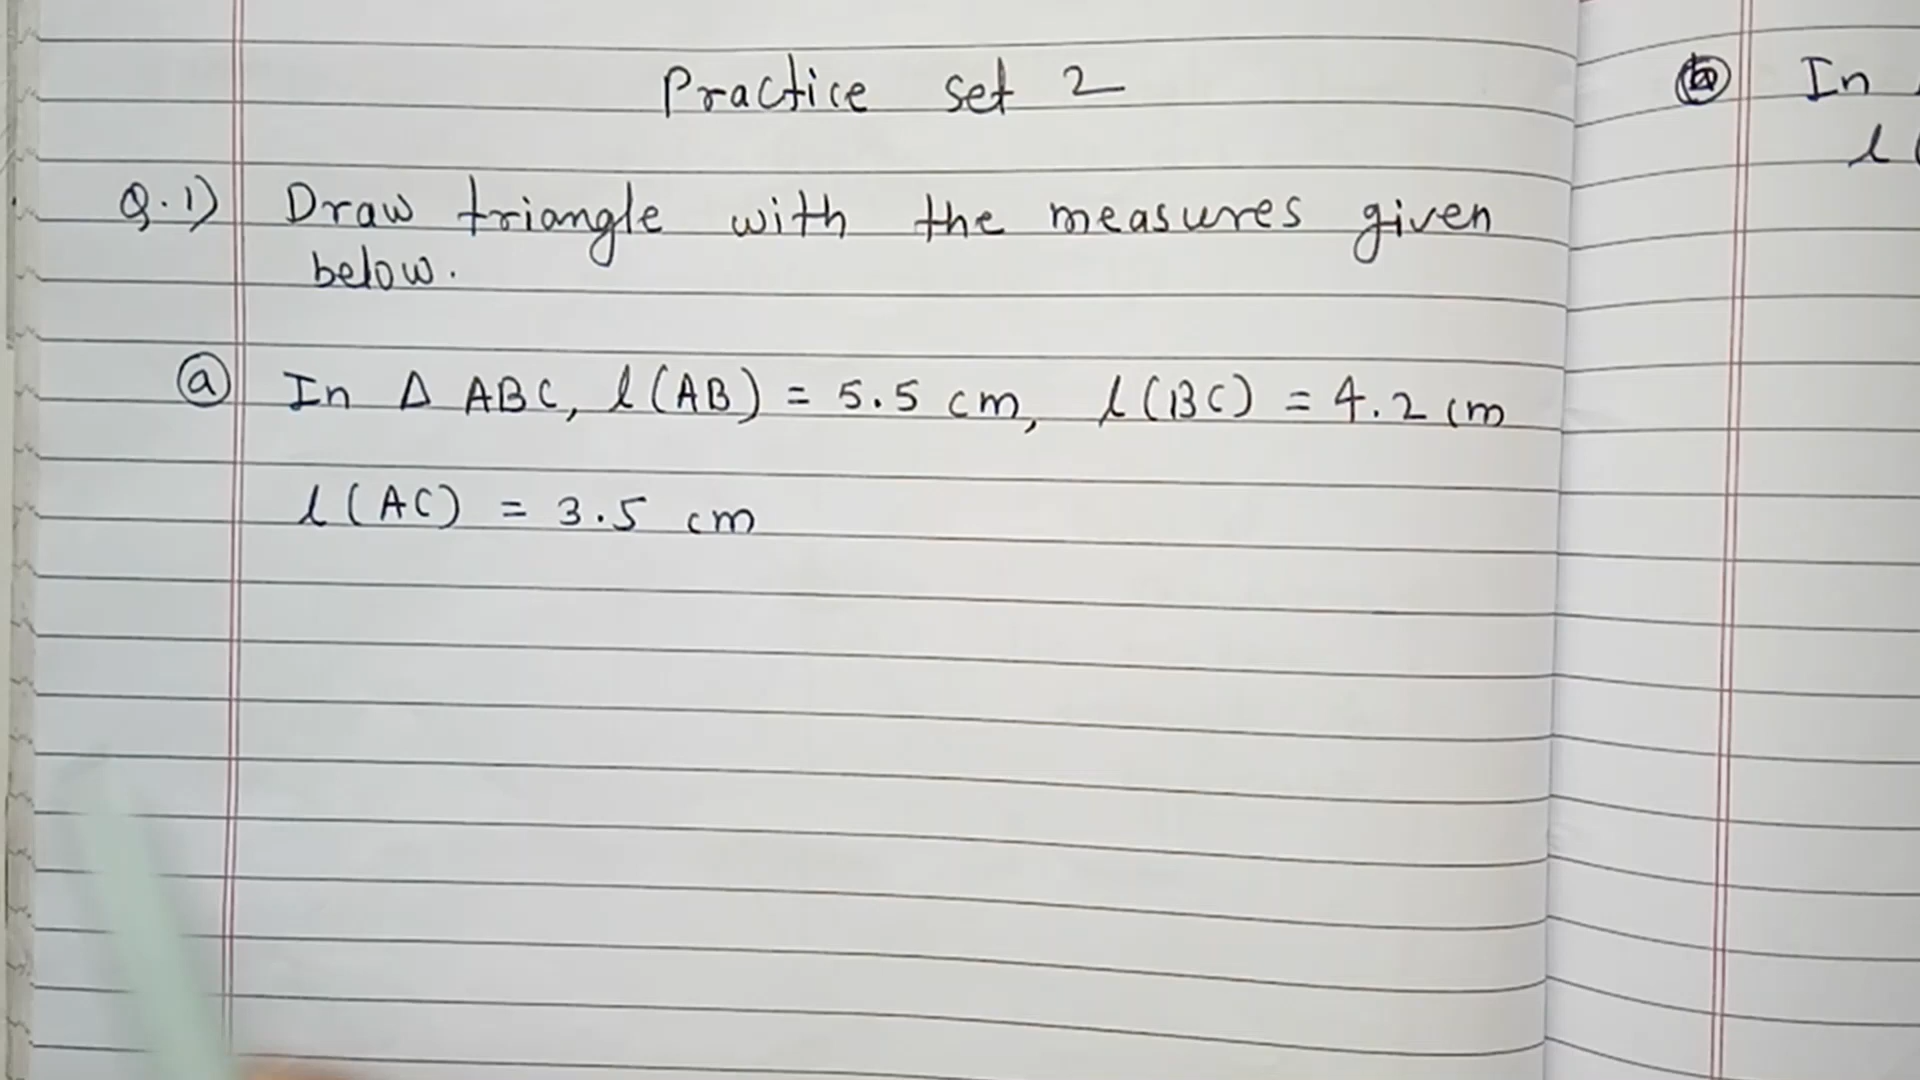 Practice set 2
Q.1) Draw triangle with the measures given
below.
(a) In Δ ABC, l(AB) = 5.5 cm, l(BC) = 4.2 cm
l(AC) = 3.5 cm
(b) In
l(